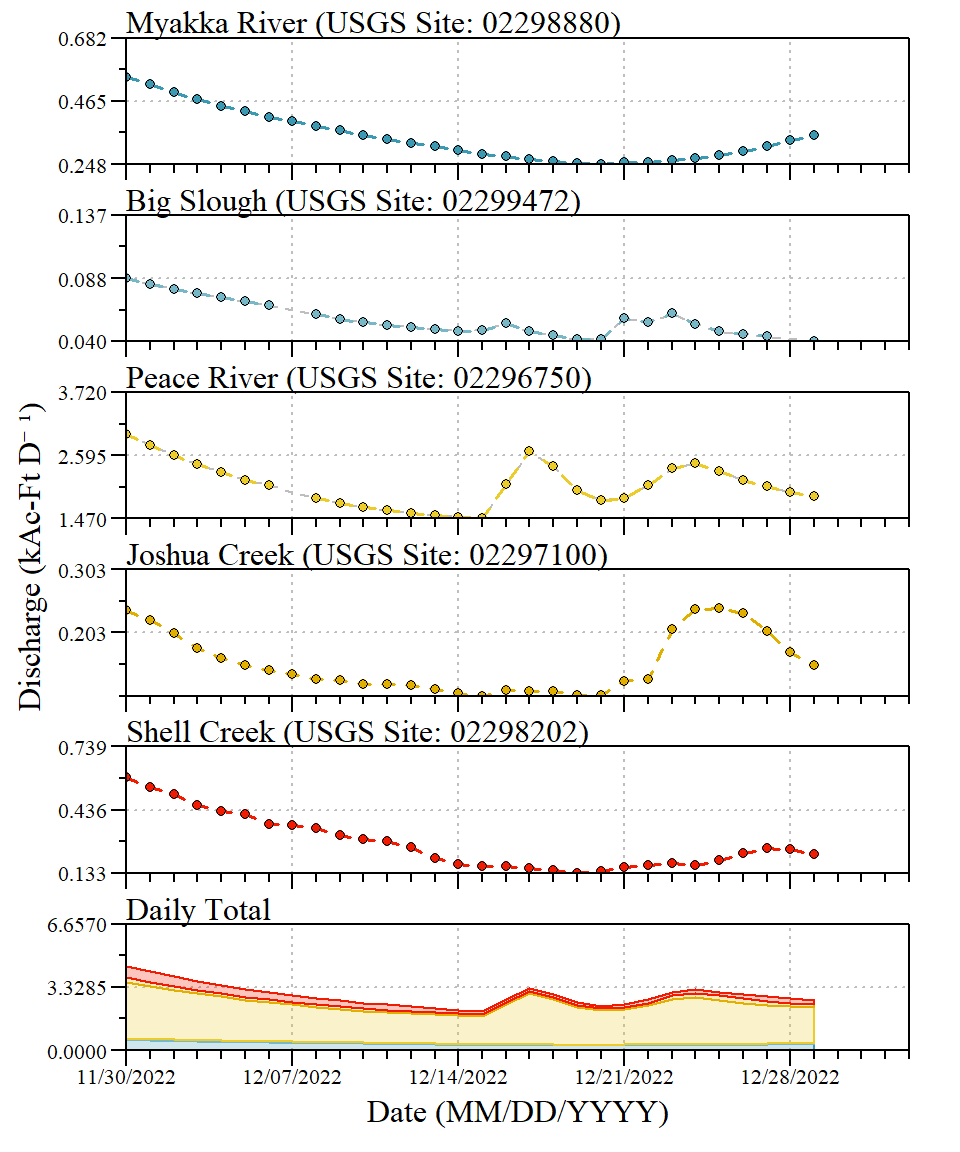 Myakka River (USGS Site: 02298880)
0.682
0.465
0.248
Big Slough (USGS Site: 02299472)
0.137
0.088
0.040
Peace River (USGS Site: 02296750)
3.720
2.595
1.470
Joshua Creek (USGS Site: 02297100)
0.303
0.203
Shell Creek (USGS Site: 02298202)
0.739
0.436
0.133
Daily Total
6.6570
3.3285
0.0000
Discharge (kAc-Ft D⁻¹)
11/30/2022 12/07/2022 12/14/2022 12/21/2022 12/28/2022
Date (MM/DD/YYYY)